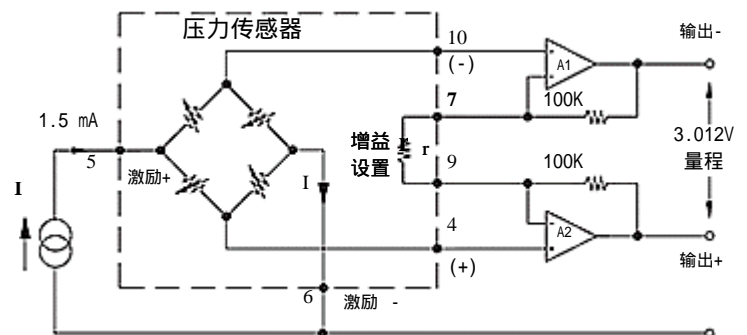 压力传感器
10
(-)
A1
输出-
7
100K
1.5 mA
3.012V
量程
增益
设置
r
5
激励+
9
100K
I
I
4
(+)
A2
输出+
6
激励 -